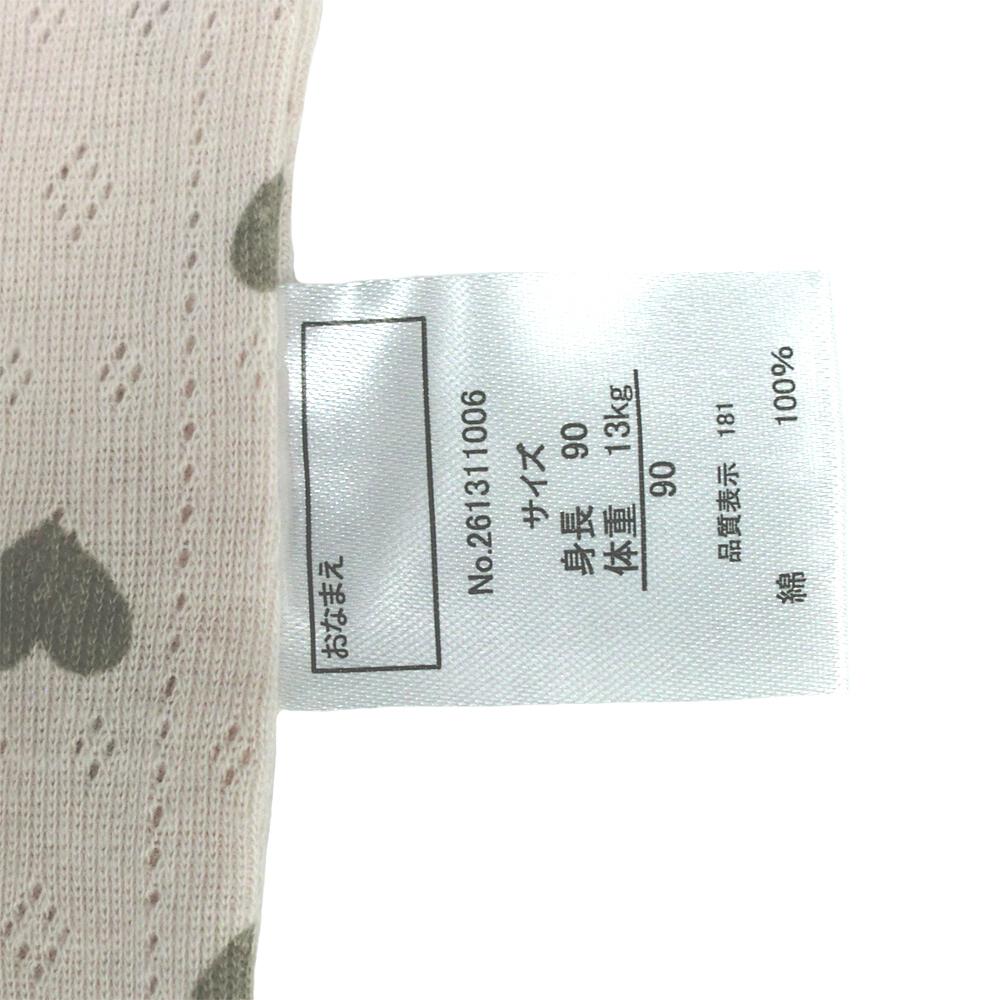 おなまえ
No.261311006
サイズ
身長 90
体重 13kg
90
品質表示 181
綿 100%